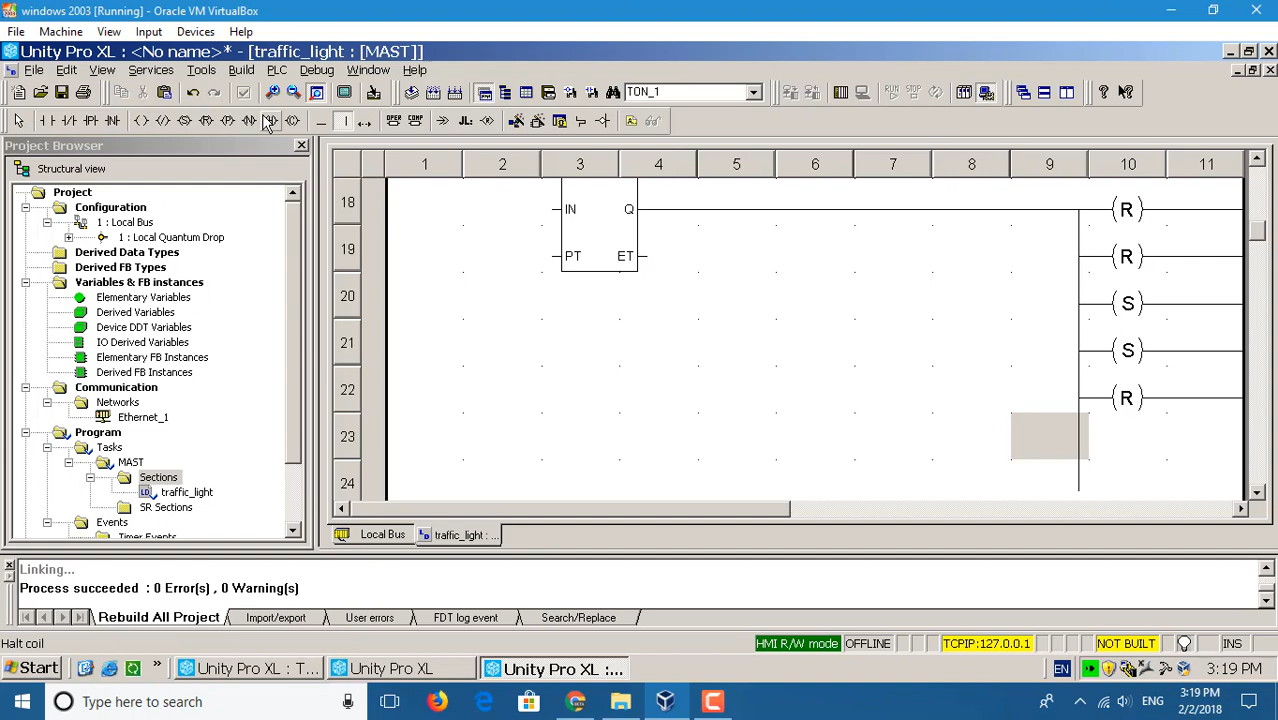 windows 2003 [Running] - Oracle VM VirtualBox
File Machine View Input Devices Help
Unity Pro XL : <No name>* - [traffic_light : [MAST]]
File Edit View Services Tools Build PLC Debug Window Help
TON_1
RUN STOP
Project Browser
Structural view
Project
Configuration
1 : Local Bus
1 : Local Quantum Drop
Derived Data Types
Derived FB Types
Variables & FB instances
Elementary Variables
Derived Variables
Device DDT Variables
IO Derived Variables
Elementary FB Instances
Derived FB Instances
Communication
Networks
Ethernet_1
Program
Tasks
MAST
Sections
LD traffic_light
SR Sections
Events
Timer Events
1 2 3 4 5 6 7 8 9 10 11
18 IN Q R
19 PT ET R
20 S
21 S
22 R
23
24
Local Bus traffic_light : ...
Linking...
Process succeeded : 0 Error(s) , 0 Warning(s)
Rebuild All Project Import/export User errors FDT log event Search/Replace
Halt coil HMI R/W mode OFFLINE TCPIP:127.0.0.1 NOT BUILT INS
Start » Unity Pro XL : T... Unity Pro XL Unity Pro XL :... EN 3:19 PM
Type here to search ENG 3:19 PM
2/2/2018